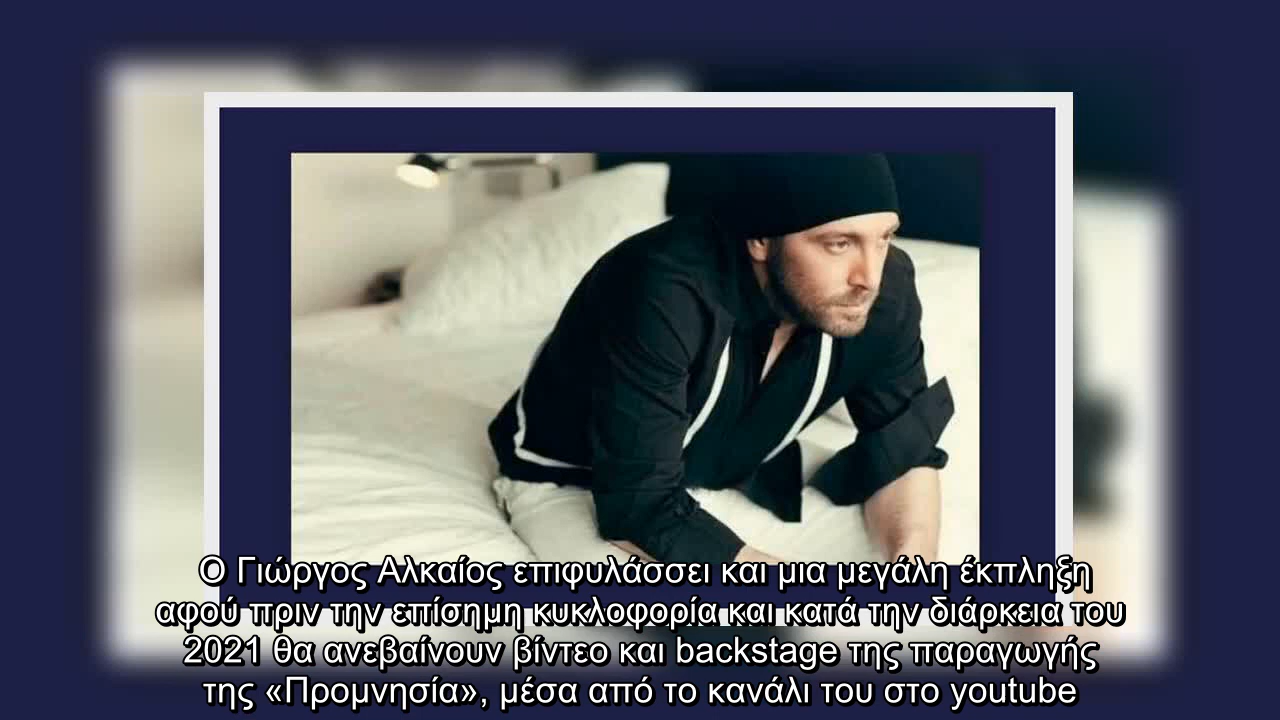 Ο Γιώργος Αλκαίος επιφυλάσσει και μια μεγάλη έκπληξη
αφού πριν την επίσημη κυκλοφορία και κατά την διάρκεια του
2021 θα ανεβαίνουν βίντεο και backstage της παραγωγής
της «Προμνησία», μέσα από το κανάλι του στο youtube